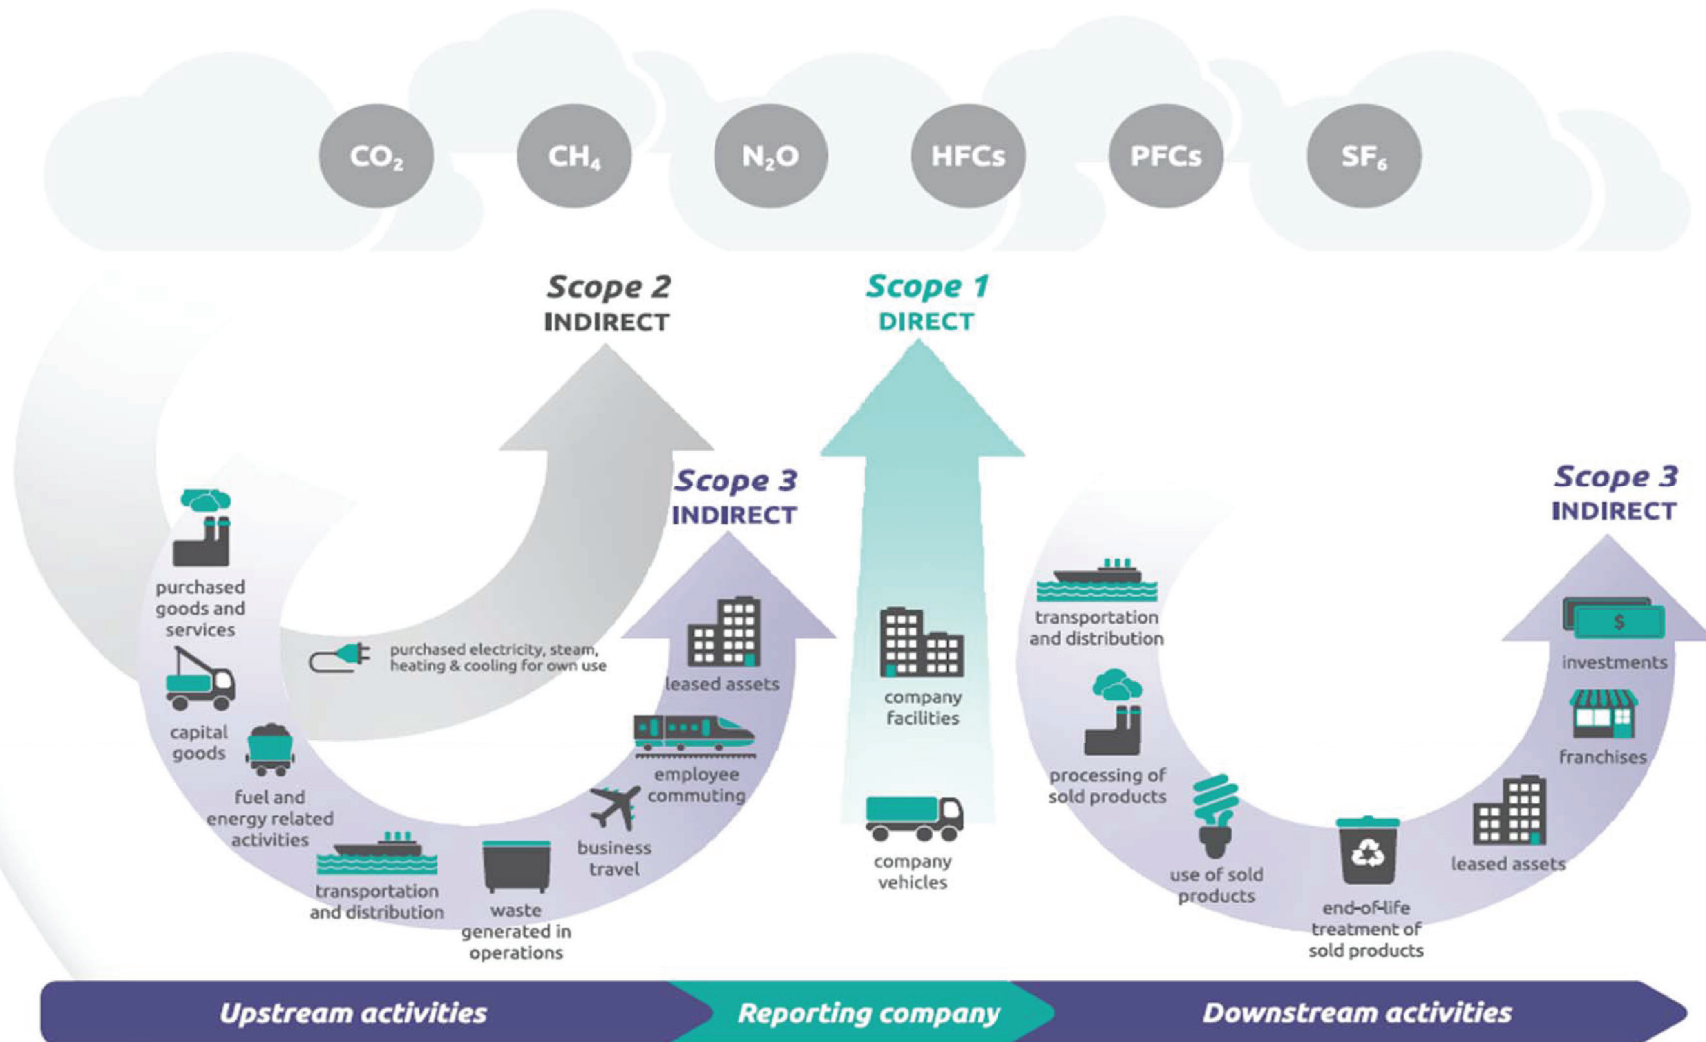 CO₂
CH₄
N₂O
HFCs
PFCs
SF₆
Scope 2
INDIRECT
Scope 1
DIRECT
Scope 3
INDIRECT
Scope 3
INDIRECT
purchased
goods and
services
capital
goods
fuel and
energy related
activities
transportation
and distribution
waste
generated in
operations
business
travel
employee
commuting
leased assets
purchased electricity, steam,
heating & cooling for own use
company
facilities
company
vehicles
transportation
and distribution
processing of
sold products
use of sold
products
end-of-life
treatment of
sold products
leased assets
franchises
investments
$
Upstream activities
Reporting company
Downstream activities